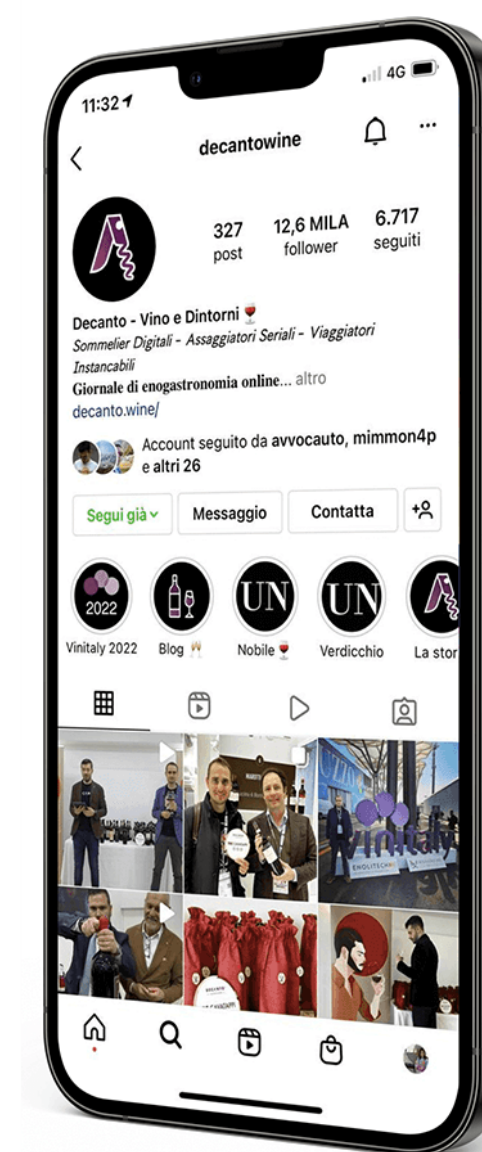 11:32
4G
decantowine
327 12,6 MILA 6.717
post follower seguiti
Decanto - Vino e Dintorni
Sommelier Digitali - Assaggiatori Seriali - Viaggiatori
Instancabili
Giornale di enogastronomia online... altro
decanto.wine/
Account seguito da avvocauto, mimmon4p
e altri 26
Segui già Messaggio Contatta
2022 UN UN
Vinitaly 2022 Blog Nobile Verdicchio La stor
vinitaly
ENOLITECH